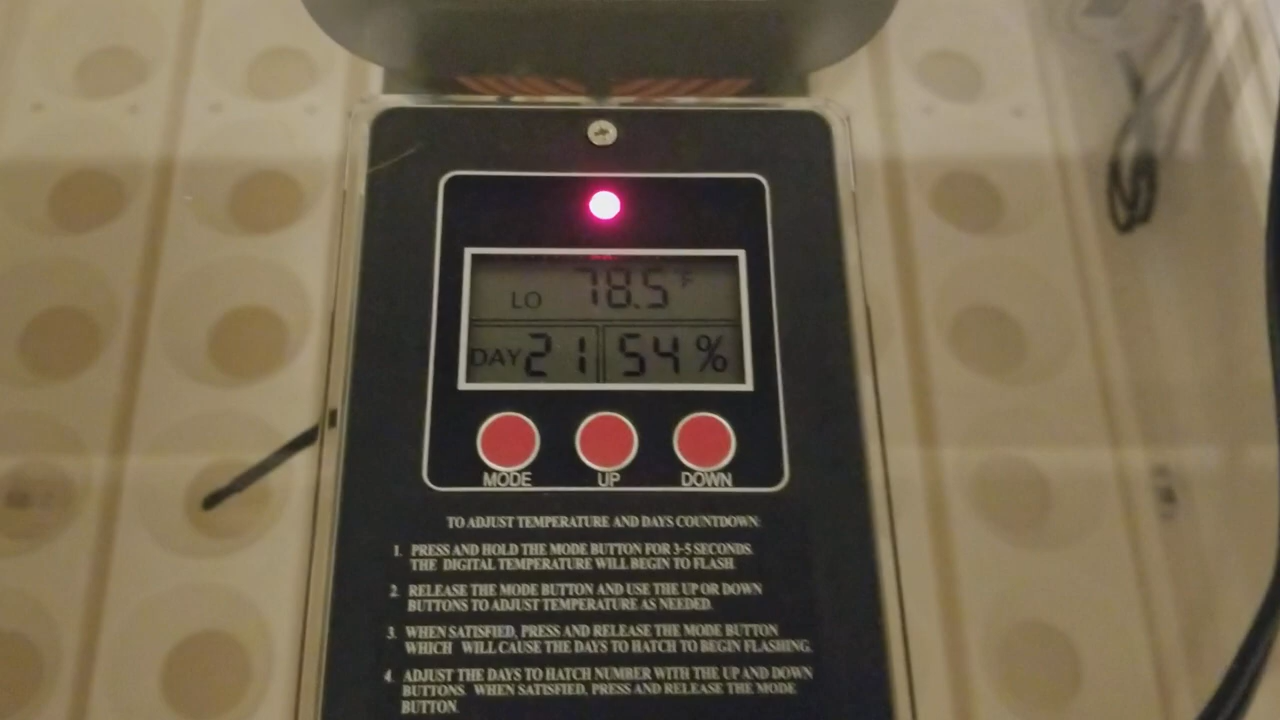 LO 78.5 °F
DAY 21 54 %
MODE UP DOWN
TO ADJUST TEMPERATURE AND DAYS COUNTDOWN:
1. PRESS AND HOLD THE MODE BUTTON FOR 3-5 SECONDS.
THE DIGITAL TEMPERATURE WILL BEGIN TO FLASH.
2. RELEASE THE MODE BUTTON AND USE THE UP OR DOWN
BUTTONS TO ADJUST TEMPERATURE AS NEEDED.
3. WHEN SATISFIED, PRESS AND RELEASE THE MODE BUTTON
WHICH WILL CAUSE THE DAYS TO HATCH TO BEGIN FLASHING.
4. ADJUST THE DAYS TO HATCH NUMBER WITH THE UP AND DOWN
BUTTONS. WHEN SATISFIED, PRESS AND RELEASE THE MODE
BUTTON.